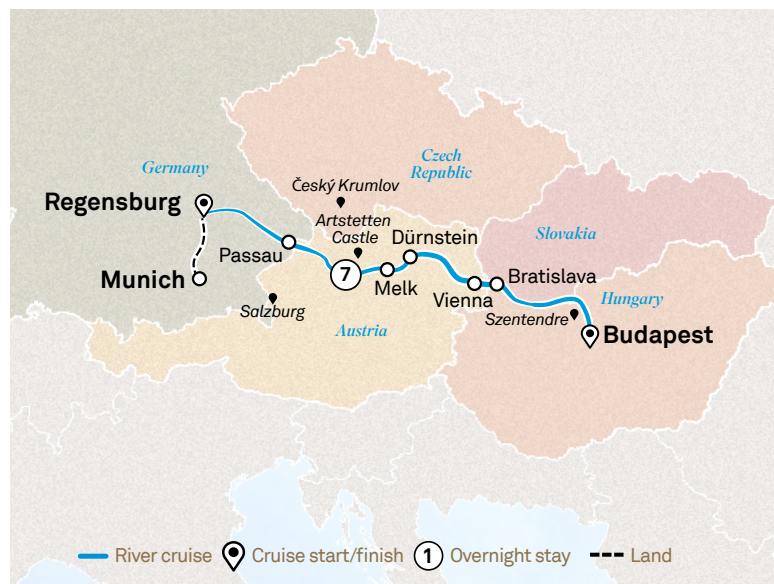 Germany
Czech
Republic
Český Krumlov
Regensburg
Artstetten
Castle
Dürnstein
Slovakia
Passau
Munich
7
Melk
Vienna
Bratislava
Hungary
Salzburg
Austria
Szentendre
Budapest
River cruise
Cruise start/finish
1 Overnight stay
Land